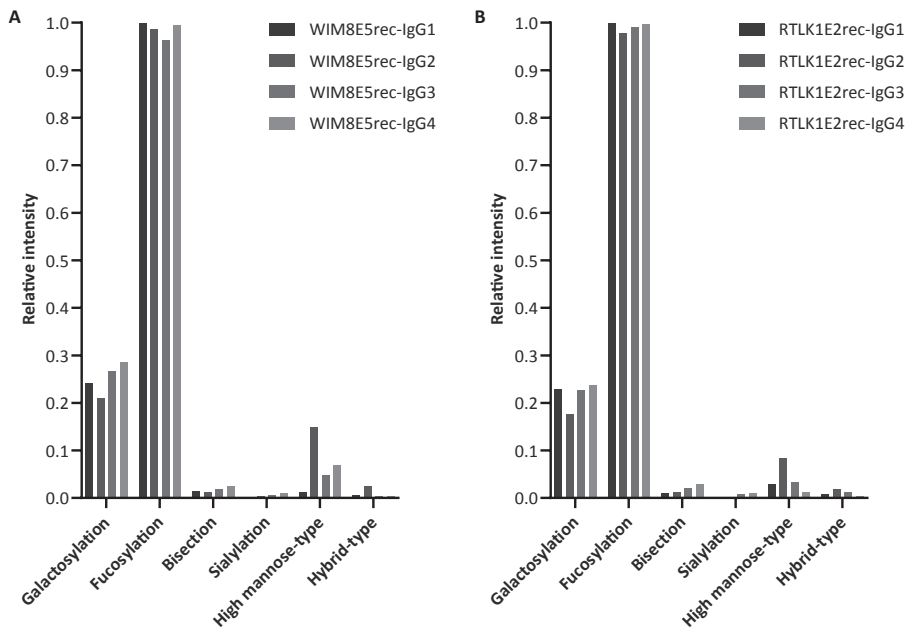 A
Relative intensity
1.0
0.9
0.8
0.7
0.6
0.5
0.4
0.3
0.2
0.1
0.0
WIM8E5rec-IgG1
WIM8E5rec-IgG2
WIM8E5rec-IgG3
WIM8E5rec-IgG4
Galactosylation
Fucosylation
Bisection
Sialylation
High mannose-type
Hybrid-type
B
Relative intensity
1.0
0.9
0.8
0.7
0.6
0.5
0.4
0.3
0.2
0.1
0.0
RTLK1E2rec-IgG1
RTLK1E2rec-IgG2
RTLK1E2rec-IgG3
RTLK1E2rec-IgG4
Galactosylation
Fucosylation
Bisection
Sialylation
High mannose-type
Hybrid-type